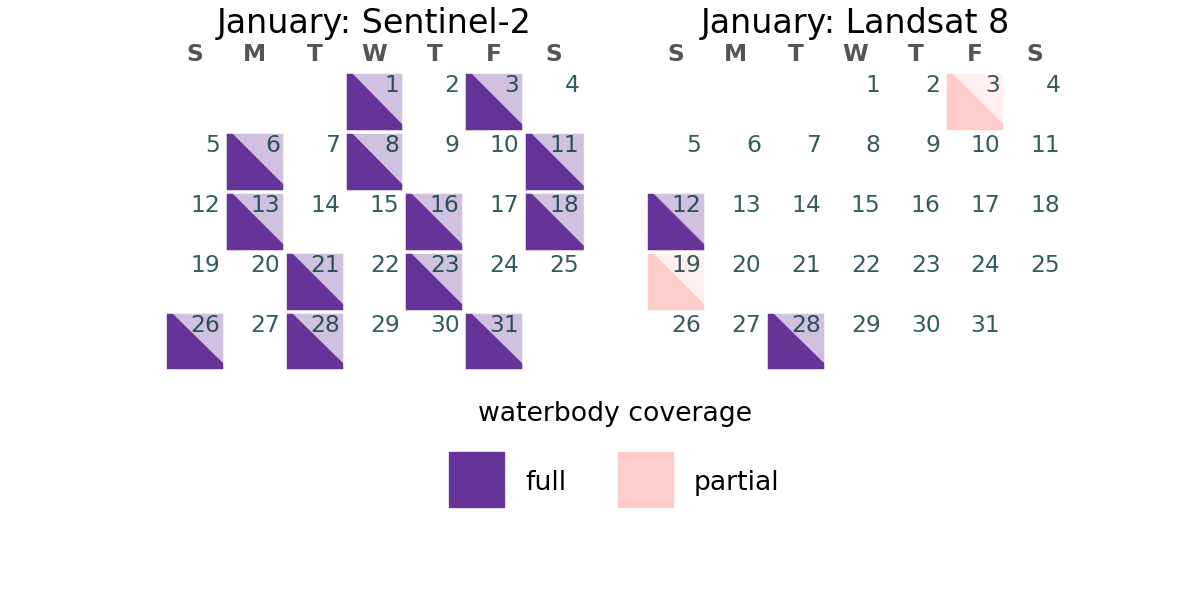 January: Sentinel-2
S M T W T F S
1 2 3 4
5 6 7 8 9 10 11
12 13 14 15 16 17 18
19 20 21 22 23 24 25
26 27 28 29 30 31
January: Landsat 8
S M T W T F S
1 2 3 4
5 6 7 8 9 10 11
12 13 14 15 16 17 18
19 20 21 22 23 24 25
26 27 28 29 30 31
waterbody coverage
full
partial